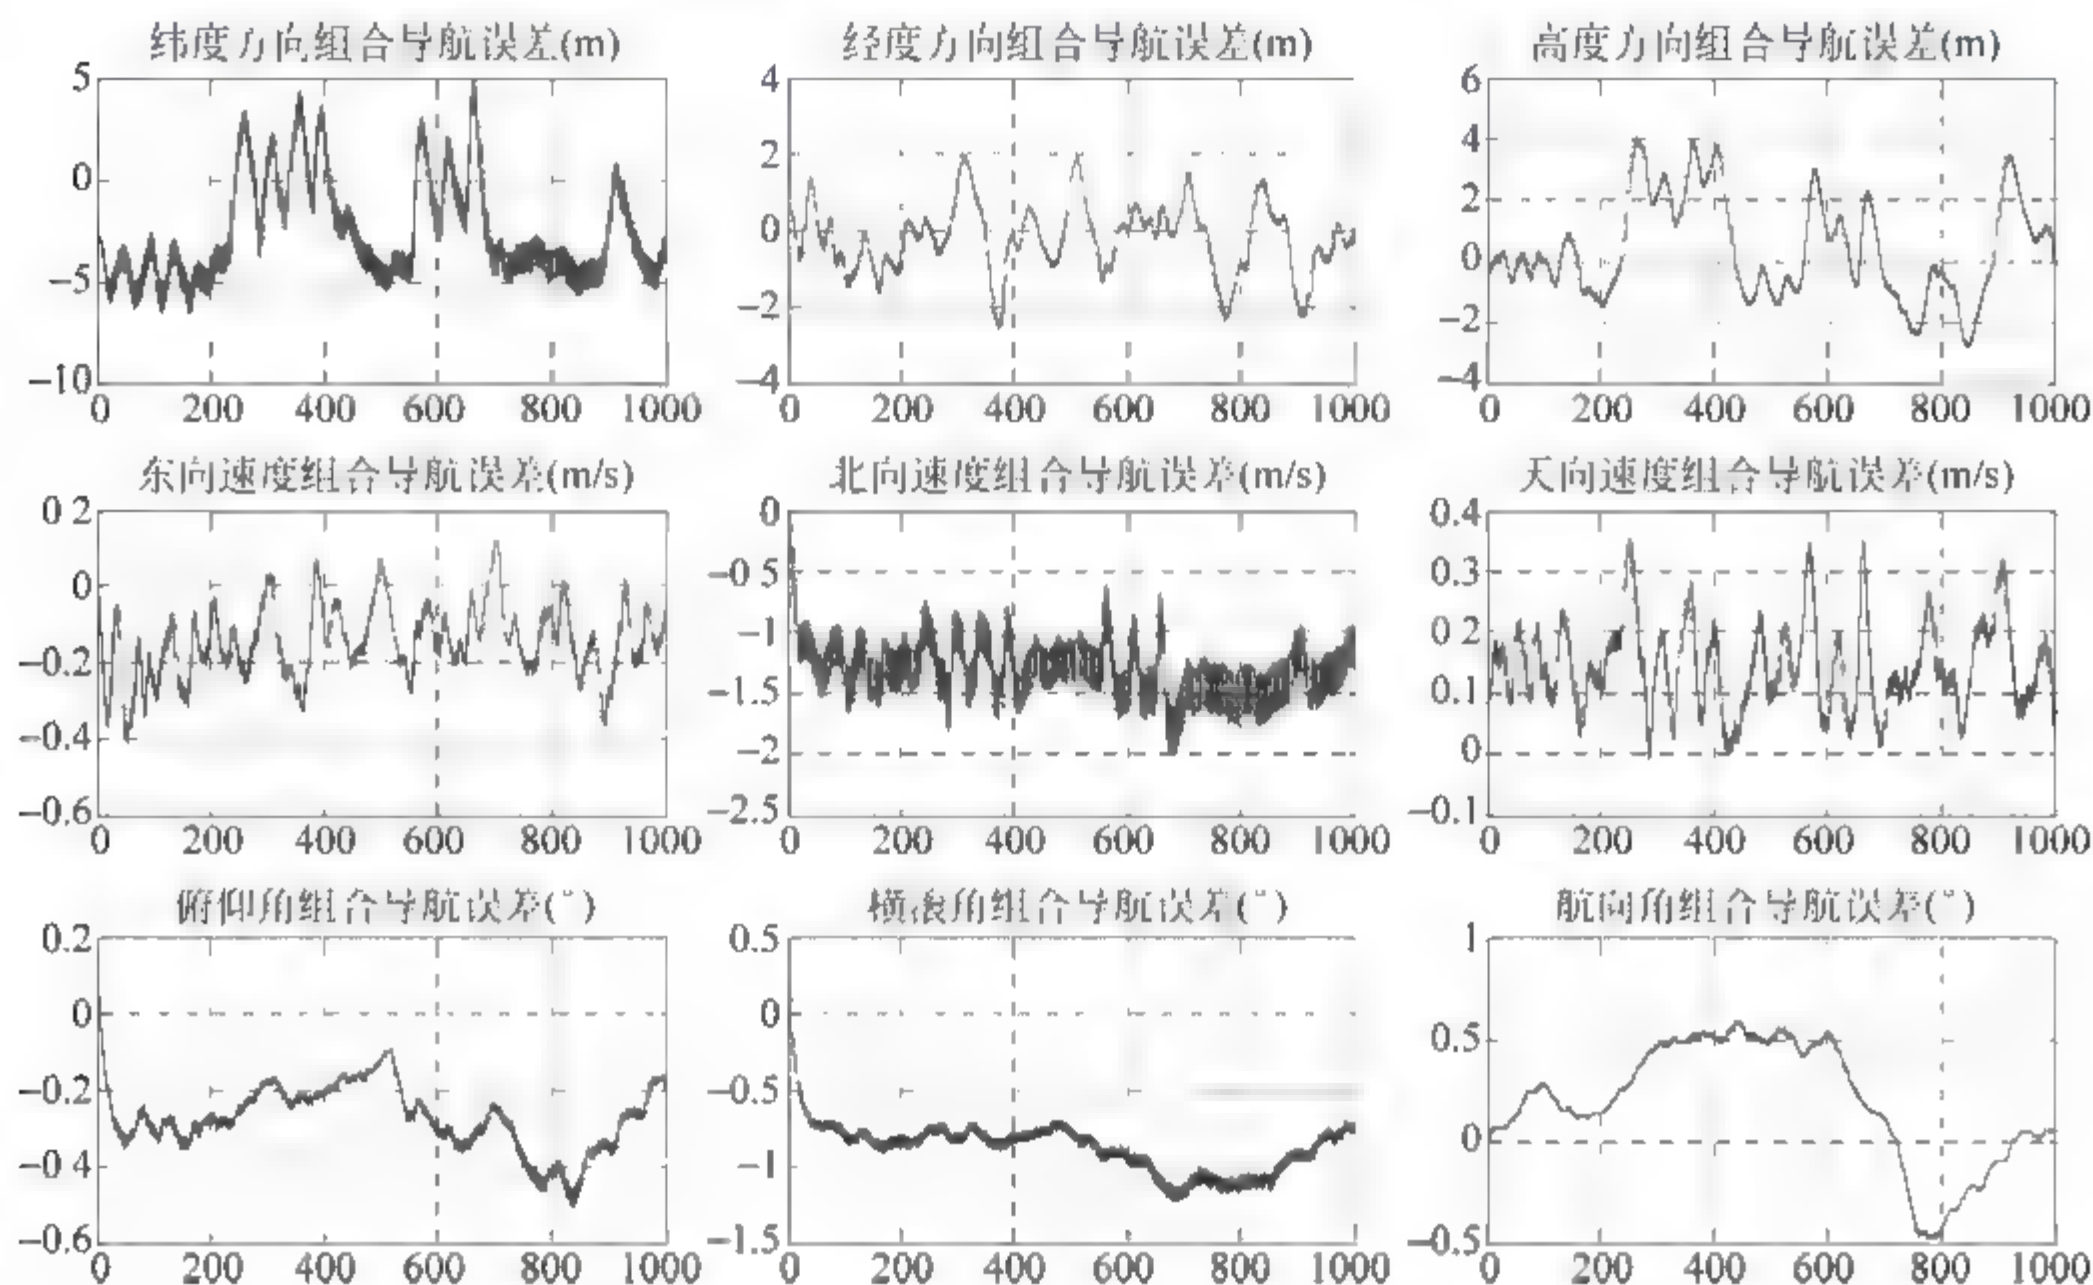 纬度方向组合导航误差(m)
经度方向组合导航误差(m)
高度方向组合导航误差(m)
5
0
−5
−10
0 200 400 600 800 1000
4
2
0
−2
−4
0 200 400 600 800 1000
6
4
2
0
−2
−4
0 200 400 600 800 1000
东向速度组合导航误差(m/s)
北向速度组合导航误差(m/s)
天向速度组合导航误差(m/s)
0 2
0
−0.2
−0.4
−0.6
0 200 400 600 800 1000
0
−0.5
−1
−1.5
−2
−2.5
0 200 400 600 800 1000
0.4
0.3
0.2
0.1
0
−0.1
0 200 400 600 800 1000
俯仰角组合导航误差(°)
横滚角组合导航误差(°)
航向角组合导航误差(°)
0.2
0
−0.2
−0.4
−0.6
0 200 400 600 800 1000
0.5
0
−0.5
−1
−1.5
0 200 400 600 800 1000
1
0.5
0
−0.5
0 200 400 600 800 1000